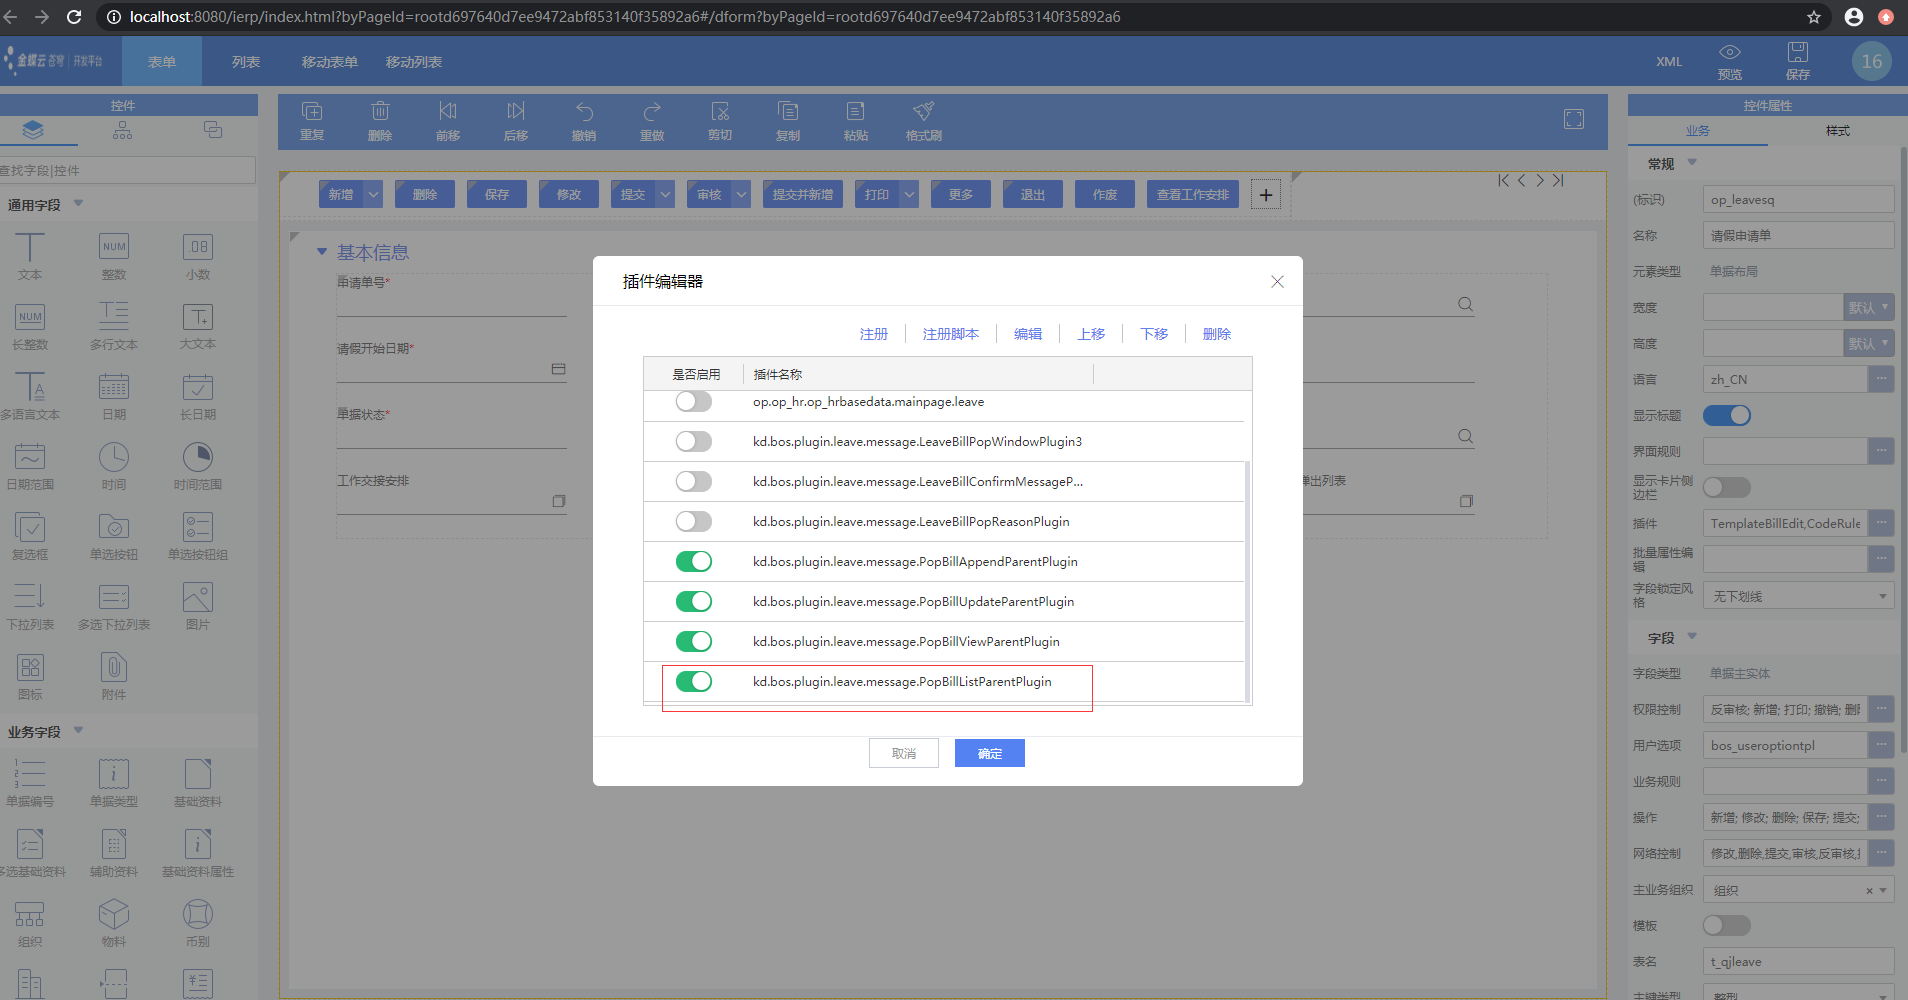 localhost:8080/ierp/index.html?byPageId=rootd697640d7ee9472abf853140f35892a6#/dform?byPageId=rootd697640d7ee9472abf853140f35892a6
金蝶云 苍穹 | 开发平台
表单 列表 移动表单 移动列表
XML 预览 保存 16
控件
查找字段|控件
通用字段
文本 整数 小数
长整数 多行文本 大文本
多语言文本 日期 长日期
日期范围 时间 时间范围
复选框 单选按钮 单选按钮组
下拉列表 多选下拉列表 图片
图标 附件
业务字段
单据编号 单据类型 基础资料
多选基础资料 辅助资料 基础资料属性
组织 物料 币别
重复 删除 前移 后移 撤销 重做 剪切 复制 粘贴 格式刷
新增 删除 保存 修改 提交 审核 提交并新增 打印 更多 退出 作废 查看工作安排 +
基本信息
申请单号*
请假开始日期*
单据状态*
工作交接安排
弹出列表
插件编辑器
注册 注册脚本 编辑 上移 下移 删除
是否启用 插件名称
op.op_hr.op_hrbasedata.mainpage.leave
kd.bos.plugin.leave.message.LeaveBillPopWindowPlugin3
kd.bos.plugin.leave.message.LeaveBillConfirmMessageP...
kd.bos.plugin.leave.message.LeaveBillPopReasonPlugin
kd.bos.plugin.leave.message.PopBillAppendParentPlugin
kd.bos.plugin.leave.message.PopBillUpdateParentPlugin
kd.bos.plugin.leave.message.PopBillViewParentPlugin
kd.bos.plugin.leave.message.PopBillListParentPlugin
取消 确定
控件属性
业务 样式
常规
(标识) op_leavesq
名称 请假申请单
元素类型 单据布局
宽度 默认
高度 默认
语言 zh_CN
显示标题
界面规则
显示卡片侧
边栏
插件 TemplateBillEdit,CodeRule
批量属性编
辑
字段锁定风
格 无下划线
字段
字段类型 单据主实体
权限控制 反审核; 新增; 打印; 撤销; 删
用户选项 bos_useroptiontpl
业务规则
操作 新增; 修改; 删除; 保存; 提交;
网络控制 修改,删除,提交,审核,反审核,
主业务组织 组织
模板
表名 t_qjleave
主键类型 整型